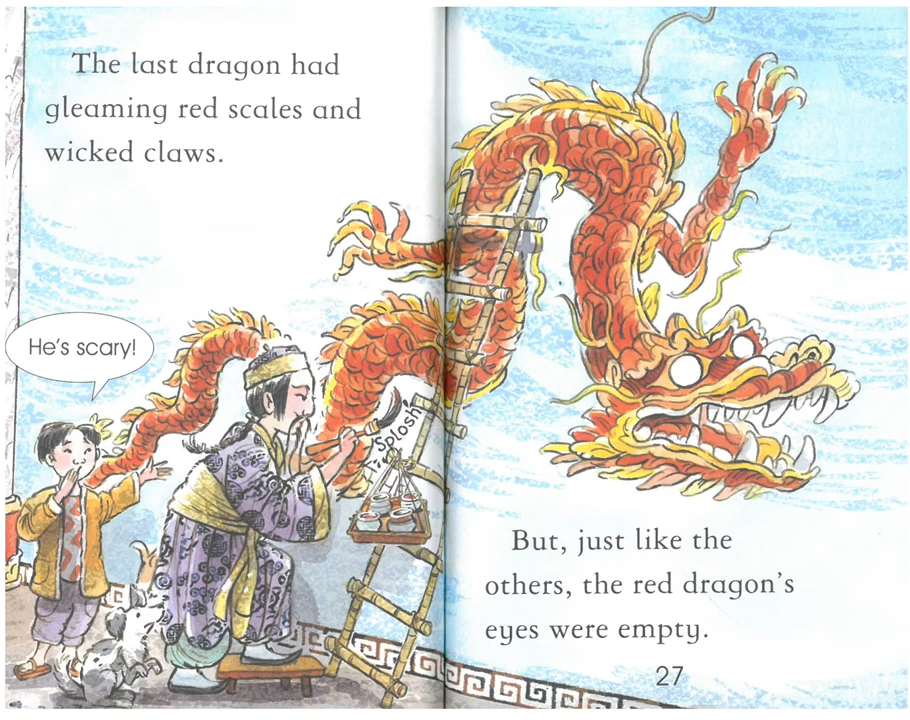 The last dragon had
gleaming red scales and
wicked claws.
He's scary!
Splosh!
But, just like the
others, the red dragon's
eyes were empty.
27